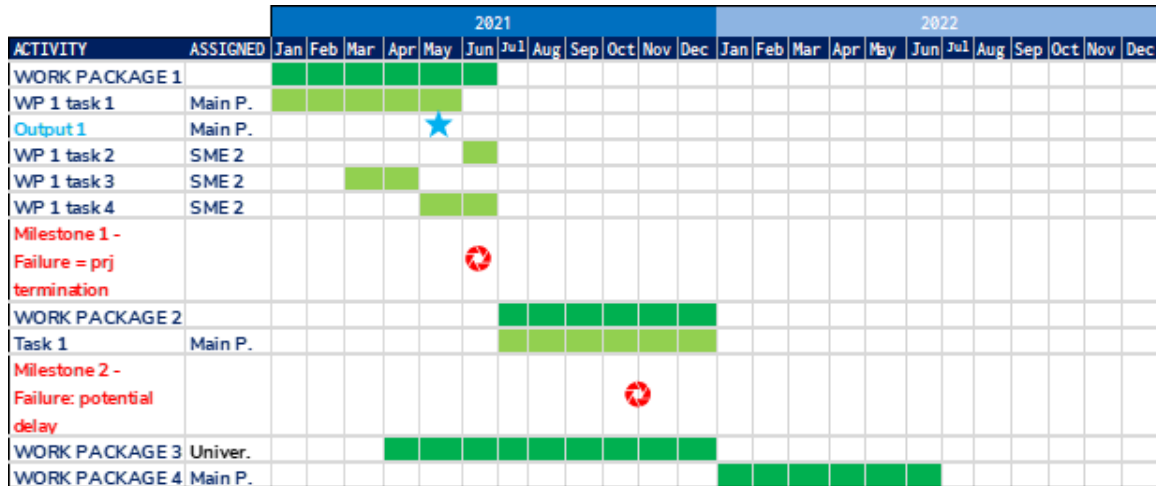 2021 2022
ACTIVITY ASSIGNED Jan Feb Mar Apr May Jun Jul Aug Sep Oct Nov Dec Jan Feb Mar Apr May Jun Jul Aug Sep Oct Nov Dec
WORK PACKAGE 1
WP 1 task 1 Main P.
Output 1 Main P.
WP 1 task 2 SME 2
WP 1 task 3 SME 2
WP 1 task 4 SME 2
Milestone 1 -
Failure = prj
termination
WORK PACKAGE 2
Task 1 Main P.
Milestone 2 -
Failure: potential
delay
WORK PACKAGE 3 Univer.
WORK PACKAGE 4 Main P.